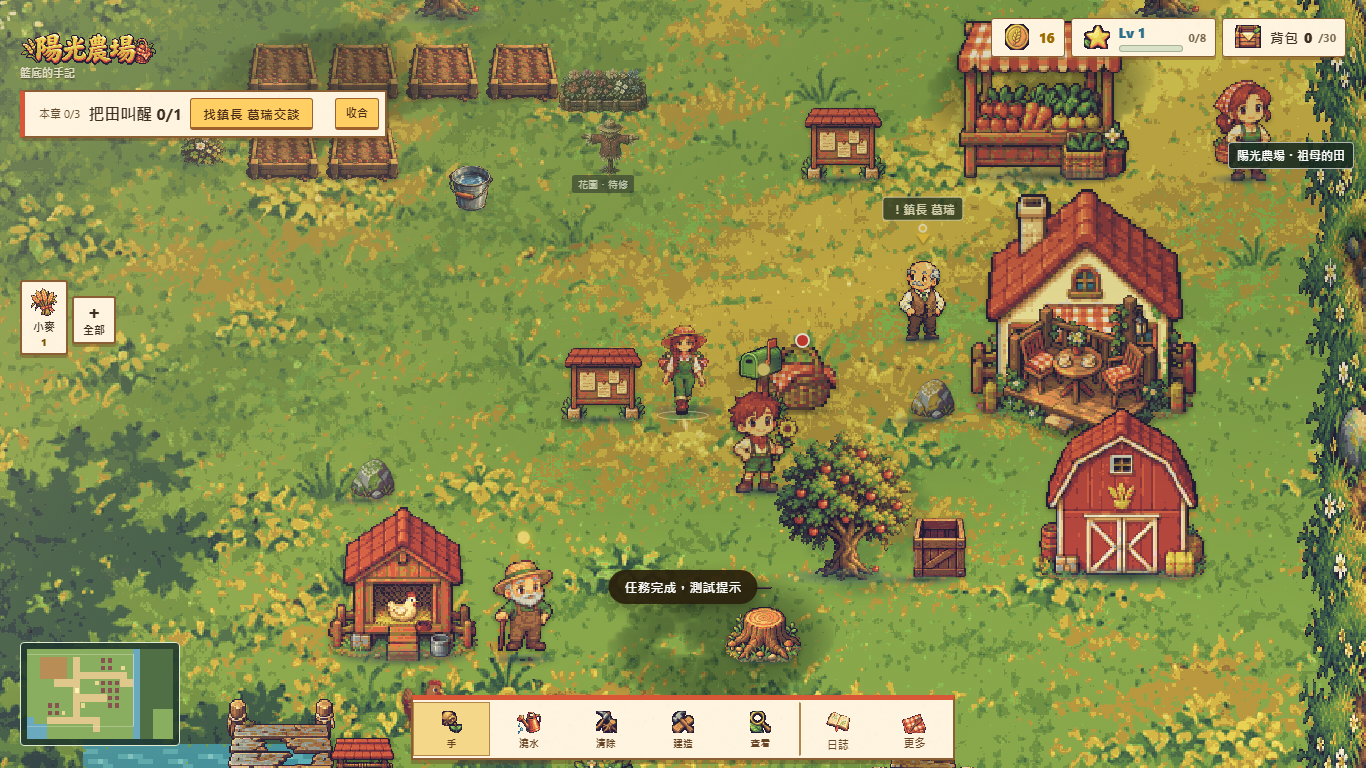 陽光農場
籃底的手記
本章 0/3 把田叫醒 0/1 找鎮長 葛瑞交談 收合
16
Lv 1 0/8
背包 0 /30
陽光農場·祖母的田
花圃·待修
! 鎮長 葛瑞
小麥
1
+
全部
任務完成，測試提示
手 澆水 清除 建造 查看 日誌 更多